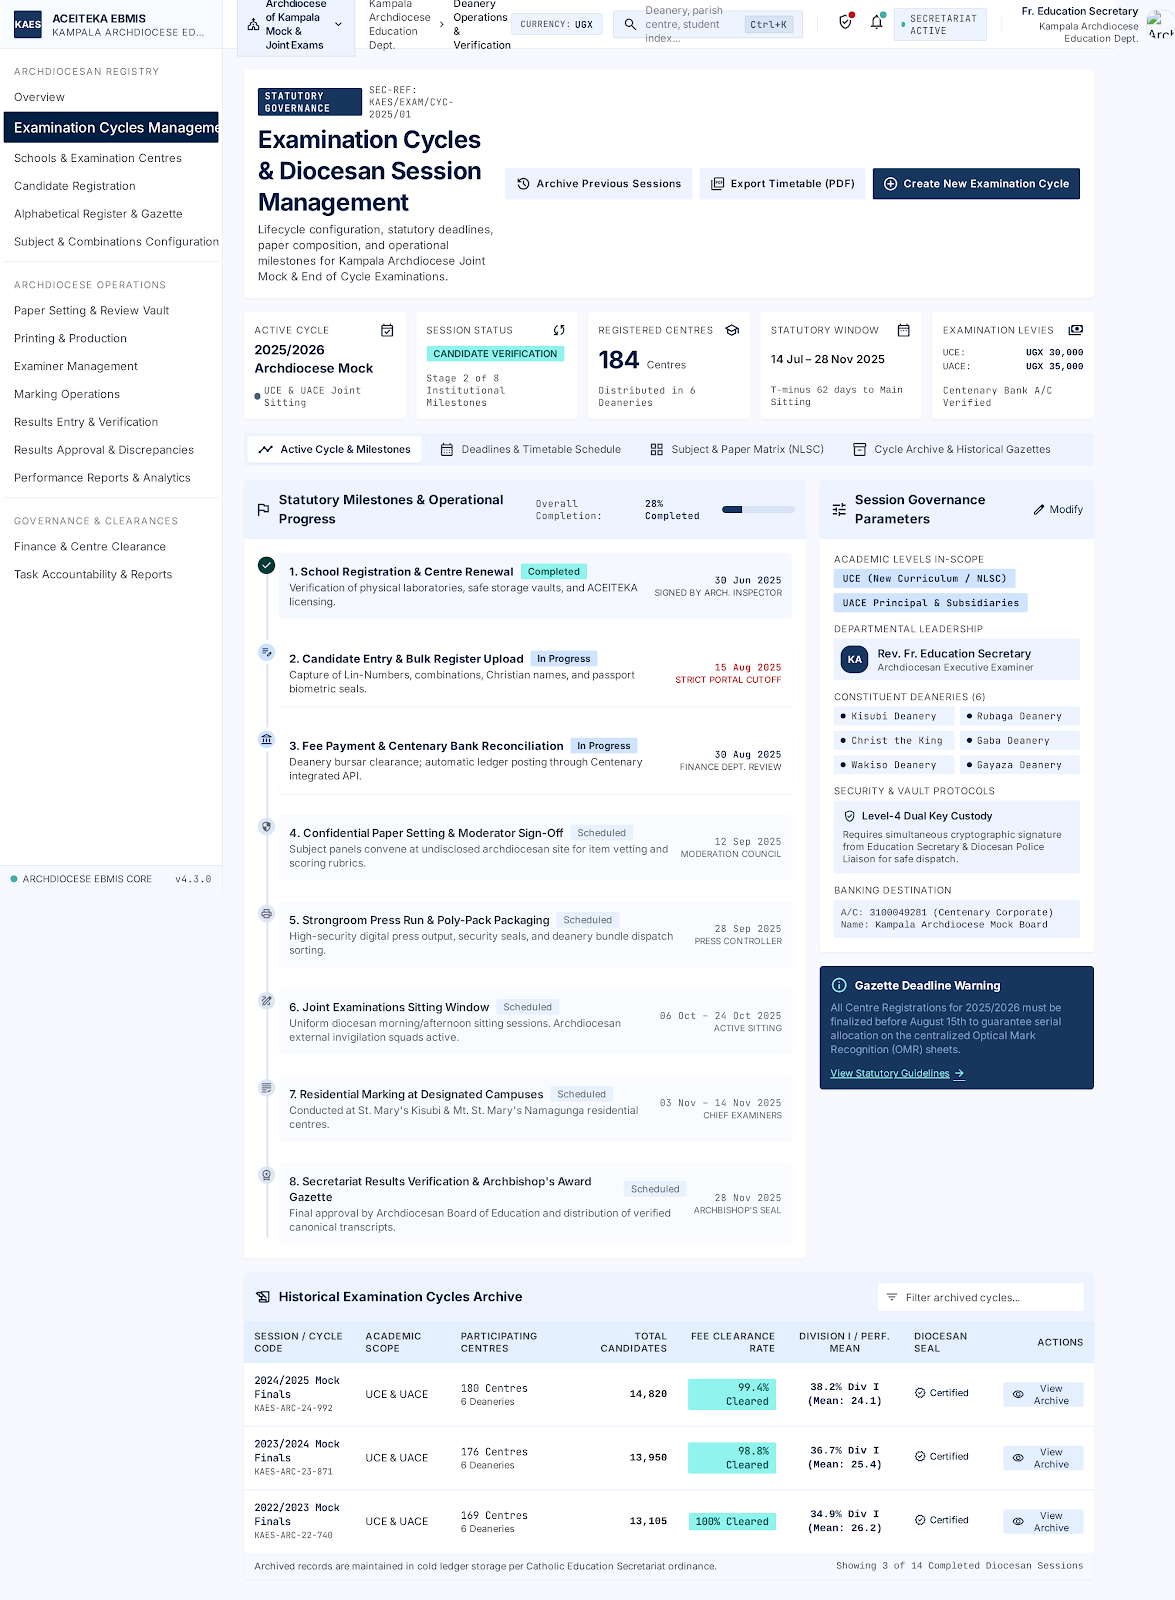 KAES
ACEITEKA EBMIS
KAMPALA ARCHDIOCESE ED...
Archdiocese
of Kampala
Mock &
Joint Exams
Kampala
Archdiocese
Education
Dept.
Deanery
Operations
&
Verification
CURRENCY: UGX
Deanery, parish
centre, student
index...
Ctrl+K
SECRETARIAT
ACTIVE
Fr. Education Secretary
Kampala Archdiocese
Education Dept.
ARCHDIOCESAN REGISTRY
Overview
Examination Cycles Manageme
Schools & Examination Centres
Candidate Registration
Alphabetical Register & Gazette
Subject & Combinations Configuration
ARCHDIOCESE OPERATIONS
Paper Setting & Review Vault
Printing & Production
Examiner Management
Marking Operations
Results Entry & Verification
Results Approval & Discrepancies
Performance Reports & Analytics
GOVERNANCE & CLEARANCES
Finance & Centre Clearance
Task Accountability & Reports
ARCHDIOCESE EBMIS CORE v4.3.0
STATUTORY
GOVERNANCE
SEC-REF:
KAES/EXAM/CYC-
2025/01
Examination Cycles
& Diocesan Session
Management
Lifecycle configuration, statutory deadlines,
paper composition, and operational
milestones for Kampala Archdiocese Joint
Mock & End of Cycle Examinations.
Archive Previous Sessions
Export Timetable (PDF)
Create New Examination Cycle
ACTIVE CYCLE
2025/2026
Archdiocese Mock
UCE & UACE Joint
Sitting
SESSION STATUS
CANDIDATE VERIFICATION
Stage 2 of 8
Institutional
Milestones
REGISTERED CENTRES
184 Centres
Distributed in 6
Deaneries
STATUTORY WINDOW
14 Jul – 28 Nov 2025
T-minus 62 days to Main
Sitting
EXAMINATION LEVIES
UCE: UGX 30,000
UACE: UGX 35,000
Centenary Bank A/C
Verified
Active Cycle & Milestones
Deadlines & Timetable Schedule
Subject & Paper Matrix (NLSC)
Cycle Archive & Historical Gazettes
Statutory Milestones & Operational
Progress
Overall
Completion:
28%
Completed
1. School Registration & Centre Renewal Completed
Verification of physical laboratories, safe storage vaults, and ACEITEKA
licensing.
30 Jun 2025
SIGNED BY ARCH. INSPECTOR
2. Candidate Entry & Bulk Register Upload In Progress
Capture of Lin-Numbers, combinations, Christian names, and passport
biometric seals.
15 Aug 2025
STRICT PORTAL CUTOFF
3. Fee Payment & Centenary Bank Reconciliation In Progress
Deanery bursar clearance; automatic ledger posting through Centenary
integrated API.
30 Aug 2025
FINANCE DEPT. REVIEW
4. Confidential Paper Setting & Moderator Sign-Off Scheduled
Subject panels convene at undisclosed archdiocesan site for item vetting and
scoring rubrics.
12 Sep 2025
MODERATION COUNCIL
5. Strongroom Press Run & Poly-Pack Packaging Scheduled
High-security digital press output, security seals, and deanery bundle dispatch
sorting.
28 Sep 2025
PRESS CONTROLLER
6. Joint Examinations Sitting Window Scheduled
Uniform diocesan morning/afternoon sitting sessions. Archdiocesan
external invigilation squads active.
06 Oct – 24 Oct 2025
ACTIVE SITTING
7. Residential Marking at Designated Campuses Scheduled
Conducted at St. Mary's Kisubi & Mt. St. Mary's Namagunga residential
centres.
03 Nov – 14 Nov 2025
CHIEF EXAMINERS
8. Secretariat Results Verification & Archbishop's Award
Gazette
Scheduled
Final approval by Archdiocesan Board of Education and distribution of verified
canonical transcripts.
28 Nov 2025
ARCHBISHOP'S SEAL
Session Governance
Parameters
Modify
ACADEMIC LEVELS IN-SCOPE
UCE (New Curriculum / NLSC)
UACE Principal & Subsidiaries
DEPARTMENTAL LEADERSHIP
KA
Rev. Fr. Education Secretary
Archdiocesan Executive Examiner
CONSTITUENT DEANERIES (6)
Kisubi Deanery
Rubaga Deanery
Christ the King
Gaba Deanery
Wakiso Deanery
Gayaza Deanery
SECURITY & VAULT PROTOCOLS
Level-4 Dual Key Custody
Requires simultaneous cryptographic signature
from Education Secretary & Diocesan Police
Liaison for safe dispatch.
BANKING DESTINATION
A/C: 3100049281 (Centenary Corporate)
Name: Kampala Archdiocese Mock Board
Gazette Deadline Warning
All Centre Registrations for 2025/2026 must be
finalized before August 15th to guarantee serial
allocation on the centralized Optical Mark
Recognition (OMR) sheets.
View Statutory Guidelines →
Historical Examination Cycles Archive
Filter archived cycles...
SESSION / CYCLE
CODE
ACADEMIC
SCOPE
PARTICIPATING
CENTRES
TOTAL
CANDIDATES
FEE CLEARANCE
RATE
DIVISION I / PERF.
MEAN
DIOCESAN
SEAL
ACTIONS
2024/2025 Mock
Finals
KAES-ARC-24-992
UCE & UACE
180 Centres
6 Deaneries
14,820
99.4%
Cleared
38.2% Div I
(Mean: 24.1)
Certified
View
Archive
2023/2024 Mock
Finals
KAES-ARC-23-871
UCE & UACE
176 Centres
6 Deaneries
13,950
98.8%
Cleared
36.7% Div I
(Mean: 25.4)
Certified
View
Archive
2022/2023 Mock
Finals
KAES-ARC-22-740
UCE & UACE
169 Centres
6 Deaneries
13,105
100% Cleared
34.9% Div I
(Mean: 26.2)
Certified
View
Archive
Archived records are maintained in cold ledger storage per Catholic Education Secretariat ordinance.
Showing 3 of 14 Completed Diocesan Sessions